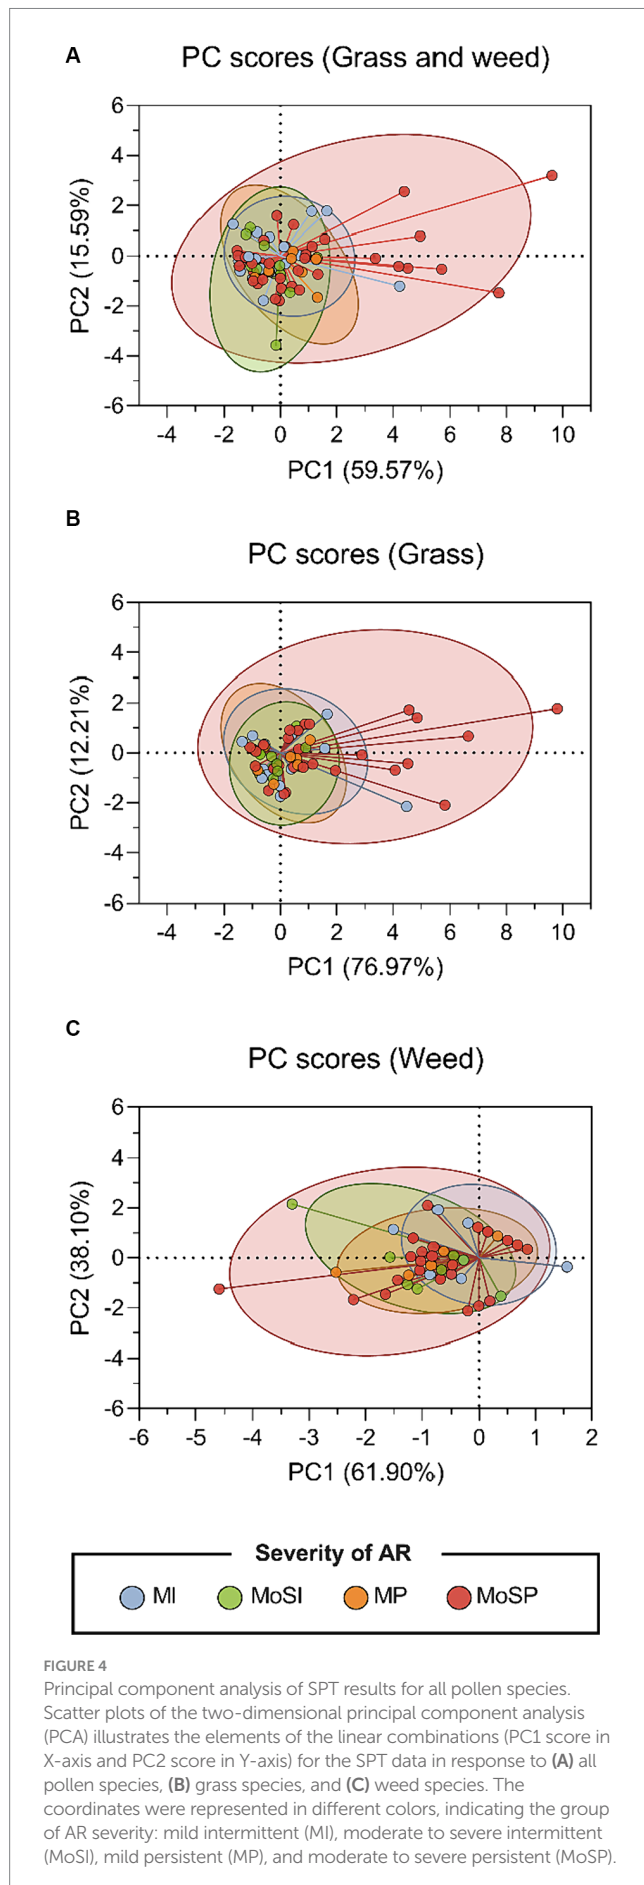 A
PC scores (Grass and weed)
6
4
2
0
-2
-4
-6
PC2 (15.59%)
-4 -2 0 2 4 6 8 10
PC1 (59.57%)
B
PC scores (Grass)
6
4
2
0
-2
-4
-6
PC2 (12.21%)
-4 -2 0 2 4 6 8 10
PC1 (76.97%)
C
PC scores (Weed)
6
4
2
0
-2
-4
-6
PC2 (38.10%)
-6 -5 -4 -3 -2 -1 0 1 2
PC1 (61.90%)
Severity of AR
MI MoSI MP MoSP
FIGURE 4
Principal component analysis of SPT results for all pollen species.
Scatter plots of the two-dimensional principal component analysis
(PCA) illustrates the elements of the linear combinations (PC1 score in
X-axis and PC2 score in Y-axis) for the SPT data in response to (A) all
pollen species, (B) grass species, and (C) weed species. The
coordinates were represented in different colors, indicating the group
of AR severity: mild intermittent (MI), moderate to severe intermittent
(MoSI), mild persistent (MP), and moderate to severe persistent (MoSP).